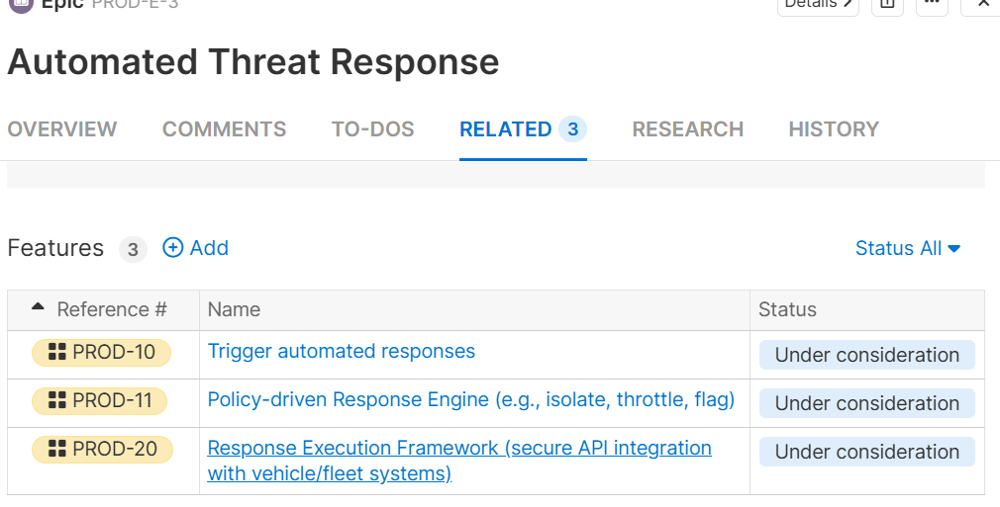 Epic PROD-E-3 Details
Automated Threat Response
OVERVIEW COMMENTS TO-DOS RELATED 3 RESEARCH HISTORY
Features 3 Add Status All
Reference # Name Status
PROD-10 Trigger automated responses Under consideration
PROD-11 Policy-driven Response Engine (e.g., isolate, throttle, flag) Under consideration
PROD-20 Response Execution Framework (secure API integration Under consideration
with vehicle/fleet systems)